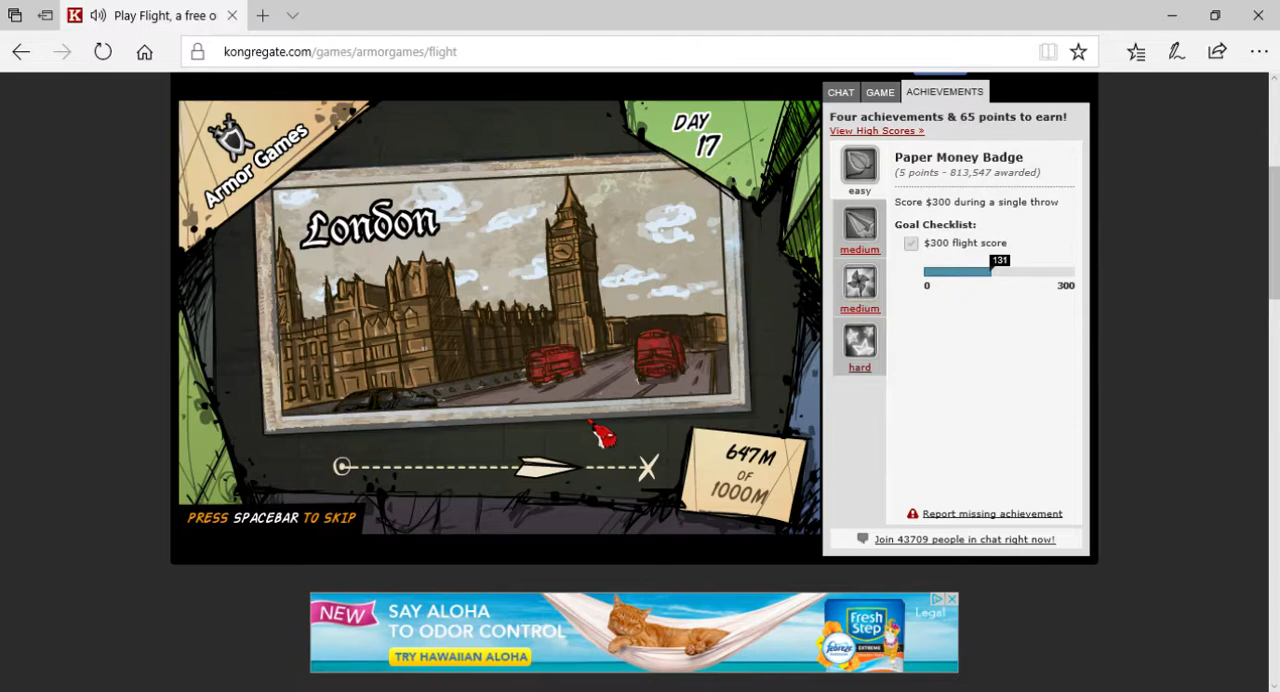 Play Flight, a free o
kongregate.com/games/armorgames/flight
Armor Games
DAY
17
London
647M
OF
1000M
PRESS SPACEBAR TO SKIP
CHAT
GAME
ACHIEVEMENTS
Four achievements & 65 points to earn!
View High Scores »
easy
medium
medium
hard
Paper Money Badge
(5 points - 813,547 awarded)
Score $300 during a single throw
Goal Checklist:
$300 flight score
131
0
300
Report missing achievement
Join 43709 people in chat right now!
NEW
SAY ALOHA
TO ODOR CONTROL
TRY HAWAIIAN ALOHA
FRESH
STEP
EXTREME
febreze
Legal